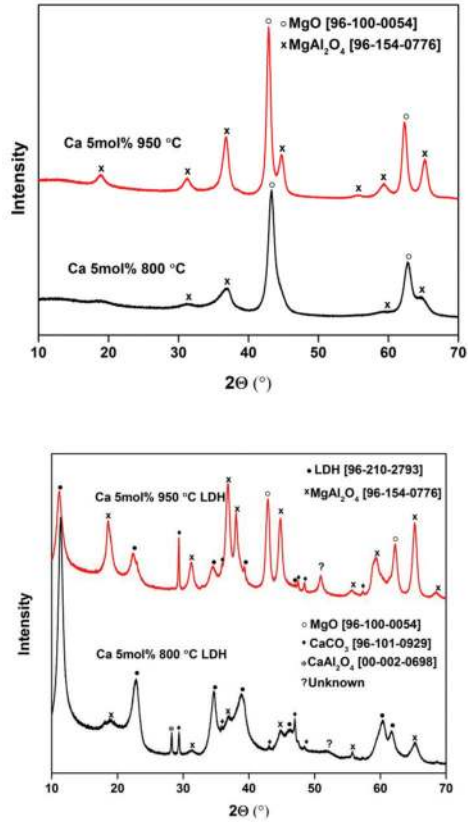 ○ MgO [96-100-0054]
x MgAl₂O₄ [96-154-0776]
Ca 5mol% 950 °C
Ca 5mol% 800 °C
Intensity
10 20 30 40 50 60 70
2Θ (°)
• LDH [96-210-2793]
x MgAl₂O₄ [96-154-0776]
Ca 5mol% 950 °C LDH
○ MgO [96-100-0054]
♦ CaCO₃ [96-101-0929]
CaAl₂O₄ [00-002-0698]
? Unknown
Ca 5mol% 800 °C LDH
Intensity
10 20 30 40 50 60 70
2Θ (°)